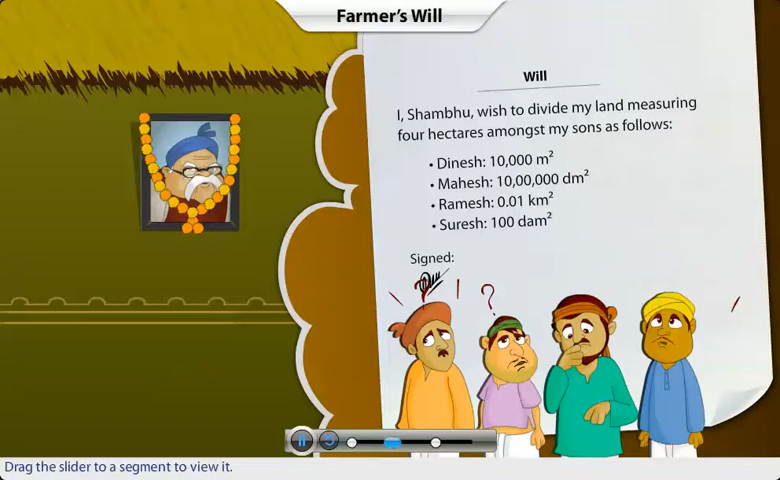 Farmer's Will
Will
I, Shambhu, wish to divide my land measuring
four hectares amongst my sons as follows:
• Dinesh: 10,000 m²
• Mahesh: 10,00,000 dm²
• Ramesh: 0.01 km²
• Suresh: 100 dam²
Signed:
?
Drag the slider to a segment to view it.